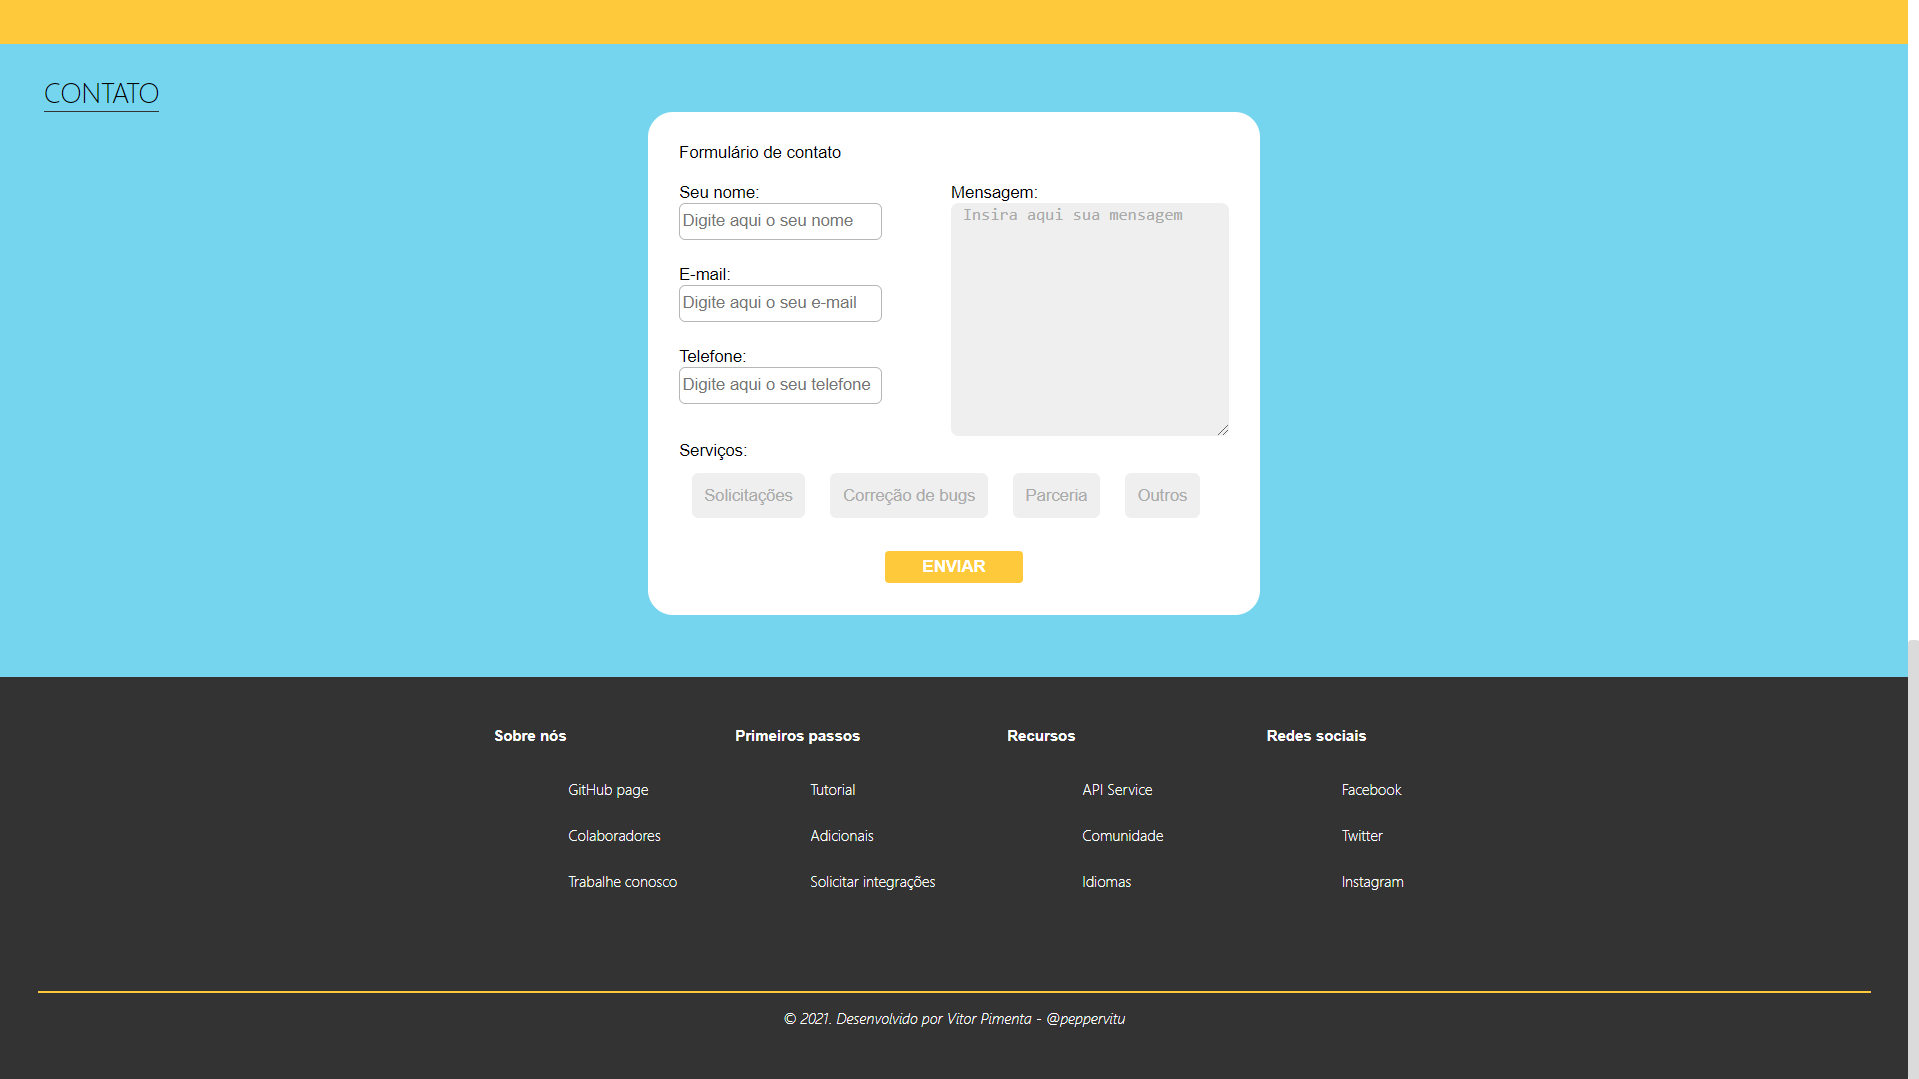 CONTATO
Formulário de contato
Seu nome:
Digite aqui o seu nome
E-mail:
Digite aqui o seu e-mail
Telefone:
Digite aqui o seu telefone
Mensagem:
Insira aqui sua mensagem
Serviços:
Solicitações Correção de bugs Parceria Outros
ENVIAR
Sobre nós
GitHub page
Colaboradores
Trabalhe conosco
Primeiros passos
Tutorial
Adicionais
Solicitar integrações
Recursos
API Service
Comunidade
Idiomas
Redes sociais
Facebook
Twitter
Instagram
© 2021. Desenvolvido por Vitor Pimenta - @peppervitu